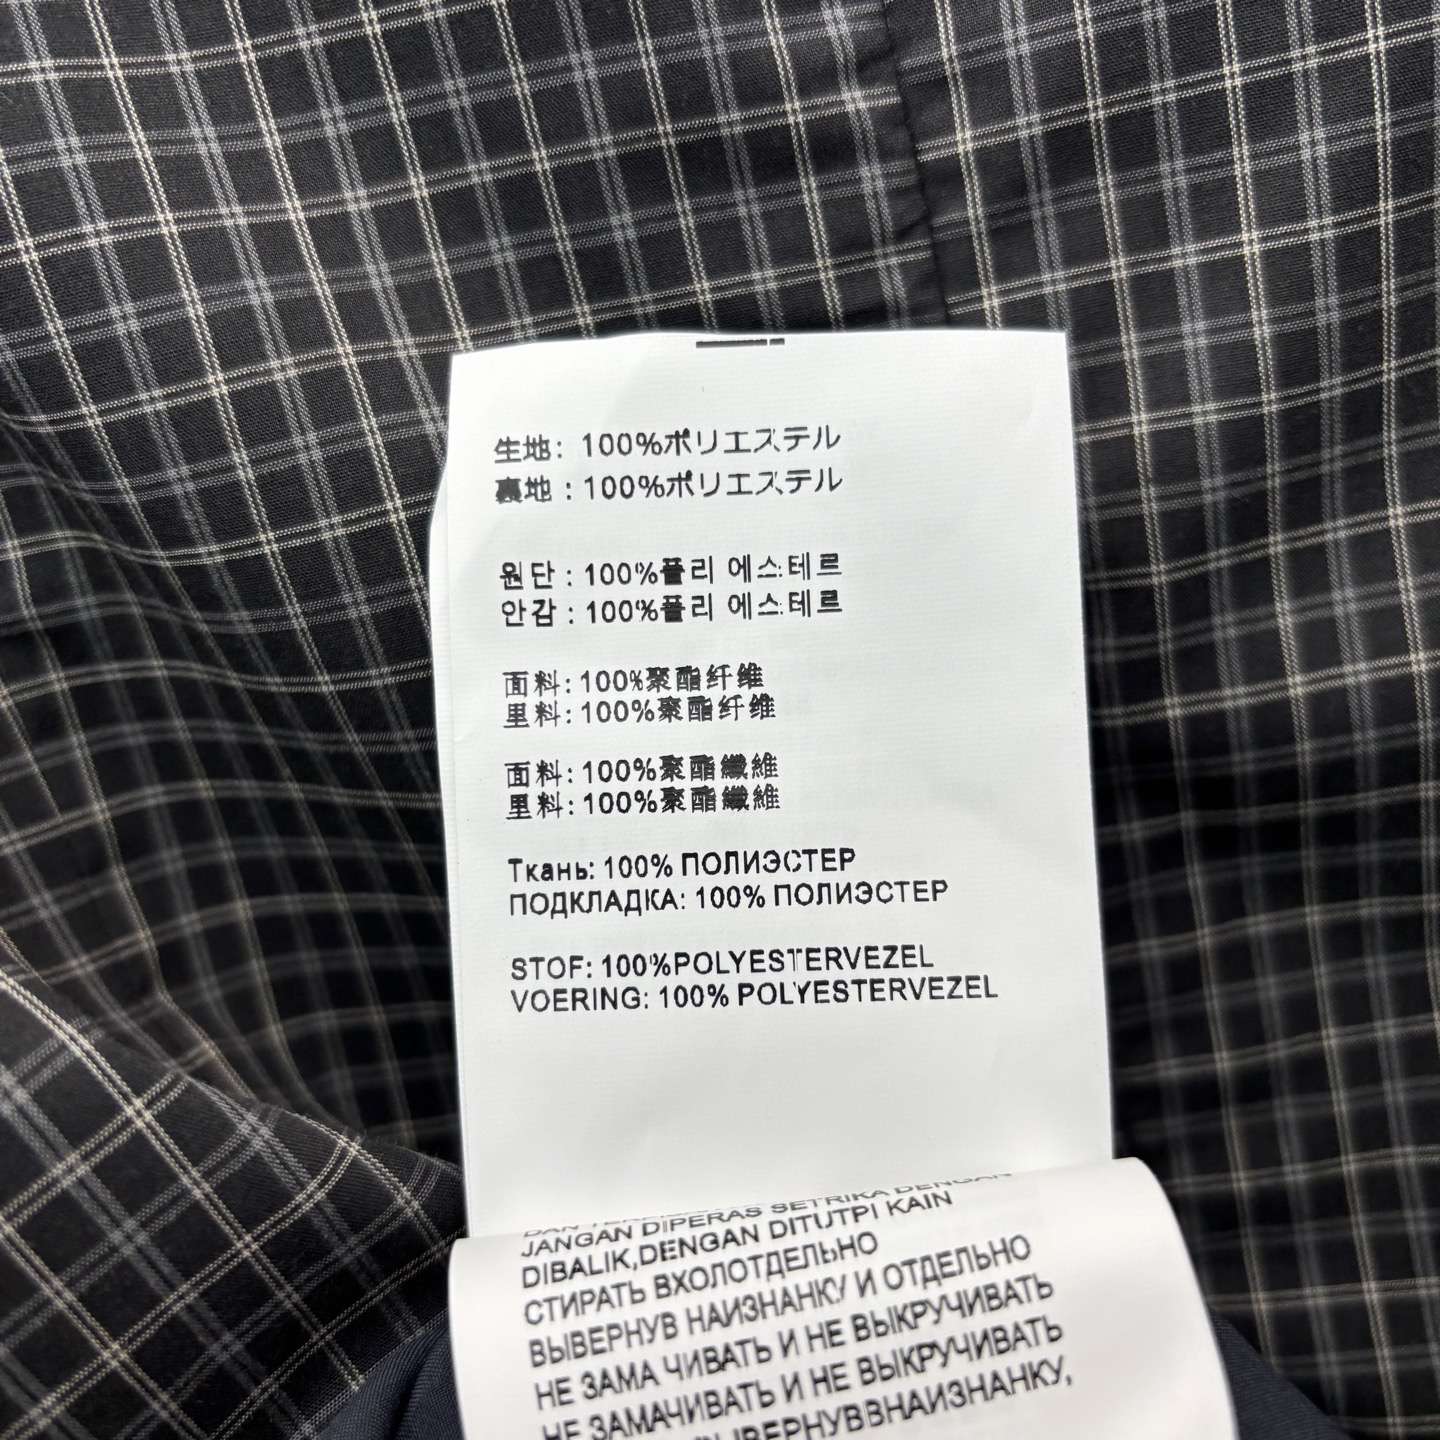 生地: 100%ポリエステル
裏地 : 100%ポリエステル
원단 : 100%폴리 에스테르
안감 : 100%폴리 에스테르
面料: 100%聚酯纤维
里料: 100%聚酯纤维
面料: 100%聚酯纖維
里料: 100%聚酯纖維
Ткань: 100% ПОЛИЭСТЕР
ПОДКЛАДКА: 100% ПОЛИЭСТЕР
STOF: 100%POLYESTERVEZEL
VOERING: 100% POLYESTERVEZEL
SETRIKA DENGAN
JANGAN DIPERAS
DITUTPI KAIN
DIBALIK,DENGAN
СТИРАТЬ ВХОЛОТДЕЛЬНО
ВЫВЕРНУВ НАИЗНАНКУ И ОТДЕЛЬНО
НЕ ЗАМА ЧИВАТЬ И НЕ ВЫКРУЧИВАТЬ
НЕ ЗАМАЧИВАТЬ И НЕ ВЫКРУЧИВАТЬ